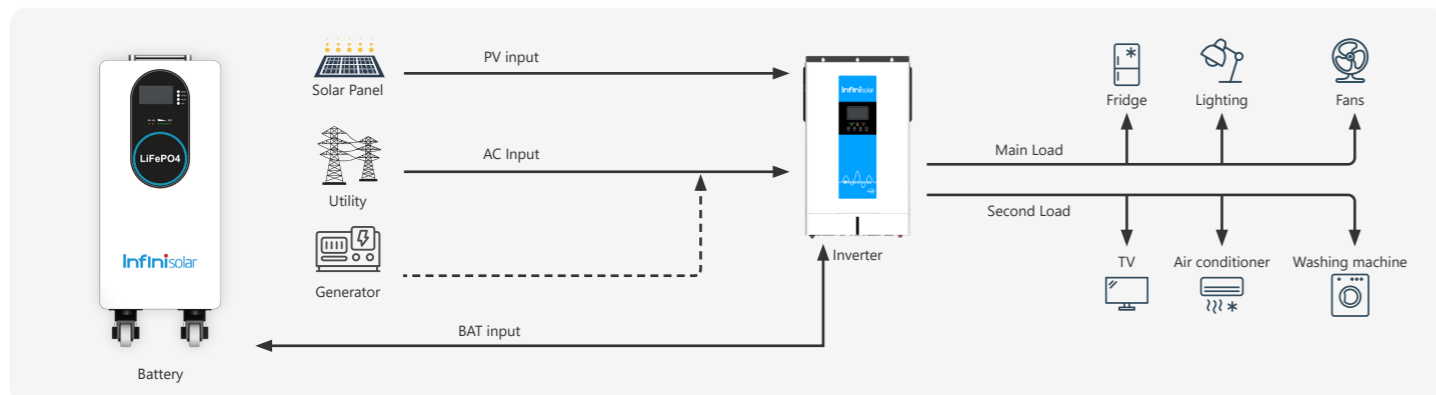 LiFePO4
InfInisolar
Battery
Solar Panel
PV input
Utility
AC Input
Generator
BAT input
InfInisolar
Inverter
Main Load
Second Load
Fridge
Lighting
Fans
TV
Air conditioner
Washing machine